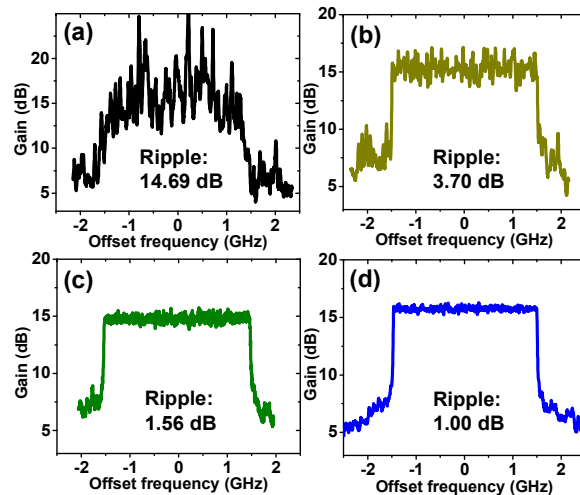 (a)
Gain (dB)
20
15
10
5
Ripple:
14.69 dB
-2 -1 0 1 2
Offset frequency (GHz)
(b)
Gain (dB)
20
15
10
5
Ripple:
3.70 dB
-2 -1 0 1 2
Offset frequency (GHz)
(c)
Gain (dB)
20
15
10
5
Ripple:
1.56 dB
-2 -1 0 1 2
Offset frequency (GHz)
(d)
Gain (dB)
20
15
10
5
Ripple:
1.00 dB
-2 -1 0 1 2
Offset frequency (GHz)